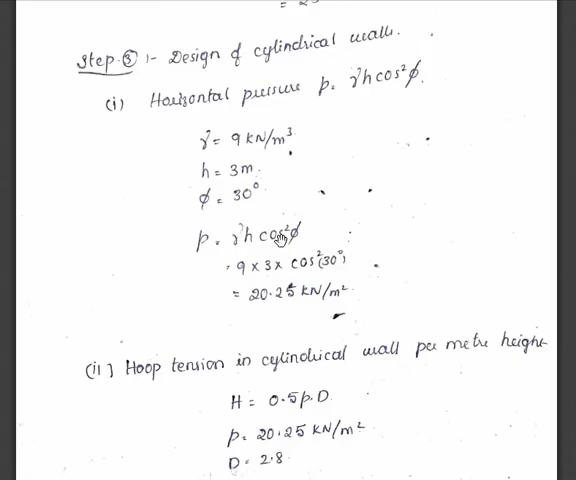 Step ③ :- Design of cylindrical walls.
(i) Horizontal pressure p = γh cos²φ.
γ = 9 KN/m³
h = 3m.
φ = 30°
p = γh cos²φ
= 9 x 3 x cos²(30°)
= 20.25 KN/m²
(ii) Hoop tension in cylindrical wall per metre height
H = 0.5p.D.
p = 20.25 KN/m²
D = 2.8